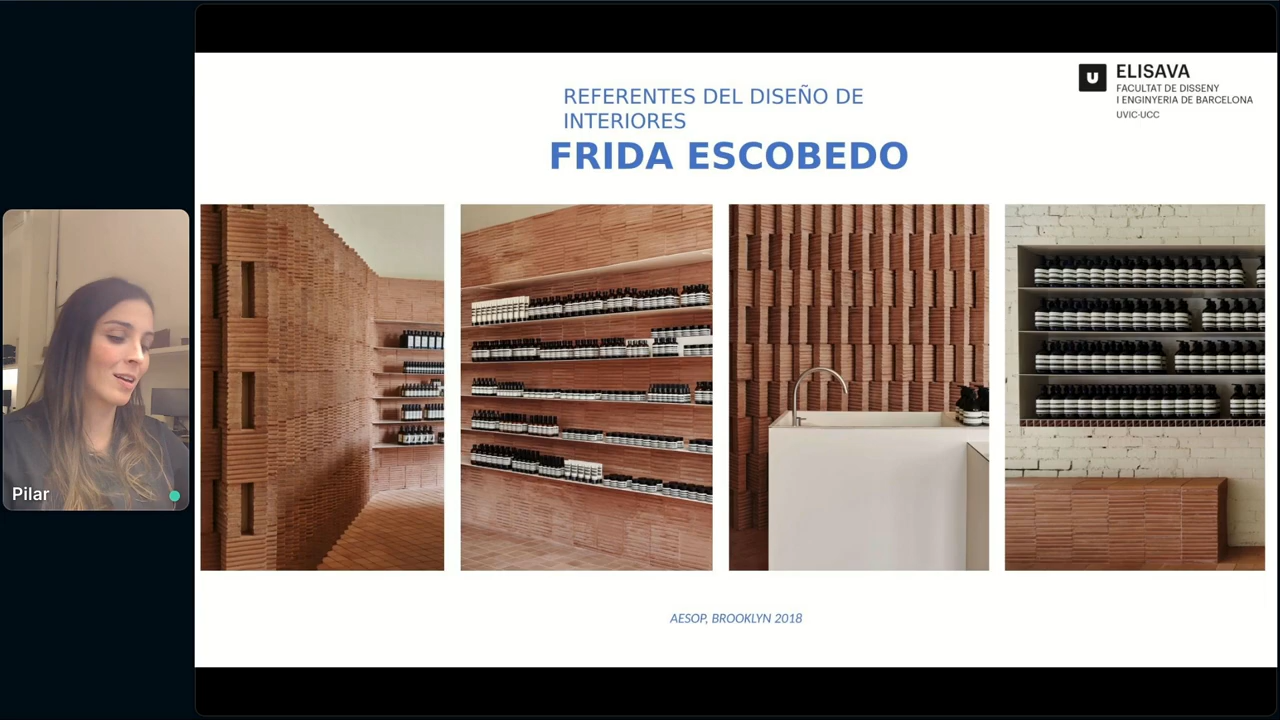 REFERENTES DEL DISEÑO DE
INTERIORES
FRIDA ESCOBEDO
ELISAVA
FACULTAT DE DISSENY
I ENGINYERIA DE BARCELONA
UVIC·UCC
Pilar
AESOP, BROOKLYN 2018